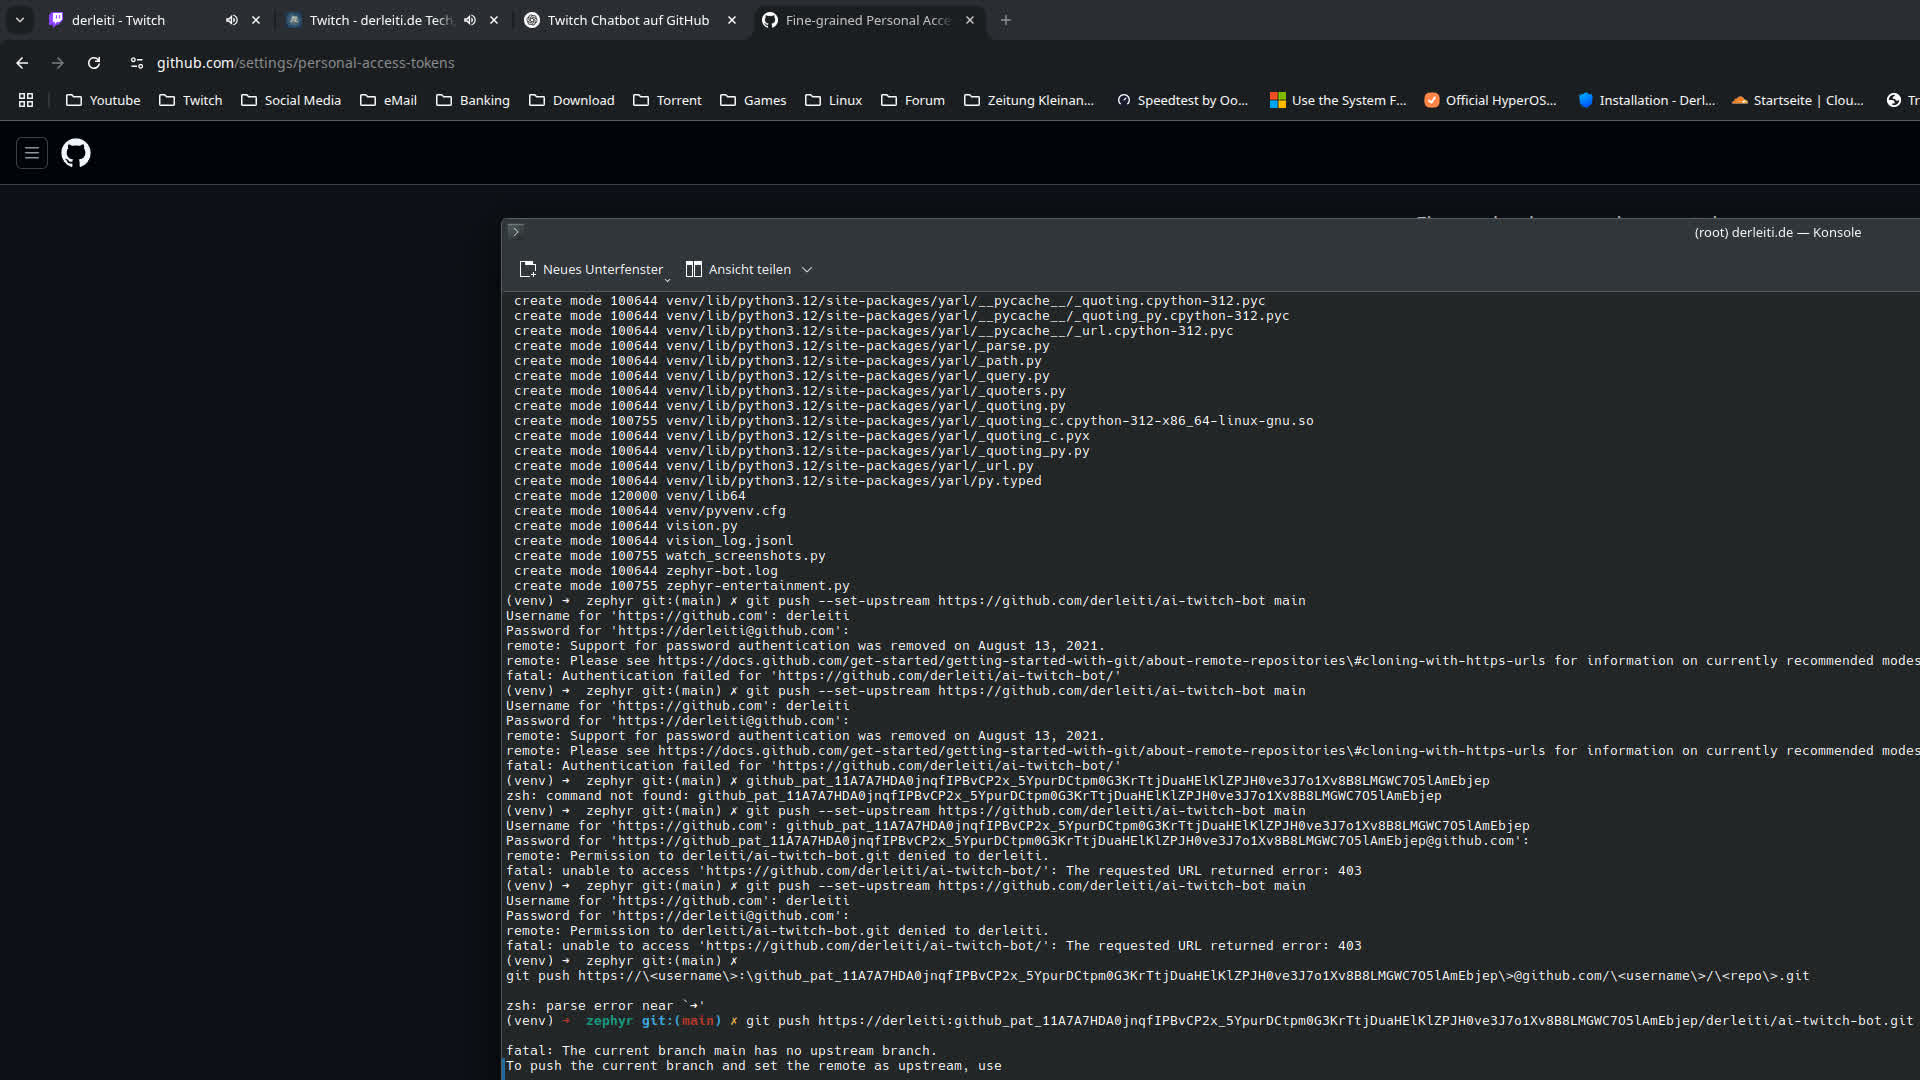 derleiti - Twitch
Twitch - derleiti.de Tech
Twitch Chatbot auf GitHub
Fine-grained Personal Acce
github.com/settings/personal-access-tokens
Youtube
Twitch
Social Media
eMail
Banking
Download
Torrent
Games
Linux
Forum
Zeitung Kleinan...
Speedtest by Oo...
Use the System F...
Official HyperOS...
Installation - Derl...
Startseite | Clou...
Tr
(root) derleiti.de — Konsole
Neues Unterfenster
Ansicht teilen
create mode 100644 venv/lib/python3.12/site-packages/yarl/__pycache__/_quoting.cpython-312.pyc
create mode 100644 venv/lib/python3.12/site-packages/yarl/__pycache__/_quoting_py.cpython-312.pyc
create mode 100644 venv/lib/python3.12/site-packages/yarl/__pycache__/_url.cpython-312.pyc
create mode 100644 venv/lib/python3.12/site-packages/yarl/_parse.py
create mode 100644 venv/lib/python3.12/site-packages/yarl/_path.py
create mode 100644 venv/lib/python3.12/site-packages/yarl/_query.py
create mode 100644 venv/lib/python3.12/site-packages/yarl/_quoters.py
create mode 100644 venv/lib/python3.12/site-packages/yarl/_quoting.py
create mode 100755 venv/lib/python3.12/site-packages/yarl/_quoting_c.cpython-312-x86_64-linux-gnu.so
create mode 100644 venv/lib/python3.12/site-packages/yarl/_quoting_c.pyx
create mode 100644 venv/lib/python3.12/site-packages/yarl/_quoting_py.py
create mode 100644 venv/lib/python3.12/site-packages/yarl/_url.py
create mode 100644 venv/lib/python3.12/site-packages/yarl/py.typed
create mode 120000 venv/lib64
create mode 100644 venv/pyvenv.cfg
create mode 100644 vision.py
create mode 100644 vision_log.jsonl
create mode 100755 watch_screenshots.py
create mode 100644 zephyr-bot.log
create mode 100755 zephyr-entertainment.py
(venv) ➜  zephyr git:(main) ✗ git push --set-upstream https://github.com/derleiti/ai-twitch-bot main
Username for 'https://github.com': derleiti
Password for 'https://derleiti@github.com':
remote: Support for password authentication was removed on August 13, 2021.
remote: Please see https://docs.github.com/get-started/getting-started-with-git/about-remote-repositories\#cloning-with-https-urls for information on currently recommended modes
fatal: Authentication failed for 'https://github.com/derleiti/ai-twitch-bot/'
(venv) ➜  zephyr git:(main) ✗ git push --set-upstream https://github.com/derleiti/ai-twitch-bot main
Username for 'https://github.com': derleiti
Password for 'https://derleiti@github.com':
remote: Support for password authentication was removed on August 13, 2021.
remote: Please see https://docs.github.com/get-started/getting-started-with-git/about-remote-repositories\#cloning-with-https-urls for information on currently recommended modes
fatal: Authentication failed for 'https://github.com/derleiti/ai-twitch-bot/'
(venv) ➜  zephyr git:(main) ✗
zsh: command not found:
(venv) ➜  zephyr git:(main) ✗ git push --set-upstream https://github.com/derleiti/ai-twitch-bot main
Username for 'https://github.com':
Password for
remote: Permission to derleiti/ai-twitch-bot.git denied to derleiti.
fatal: unable to access 'https://github.com/derleiti/ai-twitch-bot/': The requested URL returned error: 403
(venv) ➜  zephyr git:(main) ✗ git push --set-upstream https://github.com/derleiti/ai-twitch-bot main
Username for 'https://github.com': derleiti
Password for 'https://derleiti@github.com':
remote: Permission to derleiti/ai-twitch-bot.git denied to derleiti.
fatal: unable to access 'https://github.com/derleiti/ai-twitch-bot/': The requested URL returned error: 403
(venv) ➜  zephyr git:(main) ✗
git push
zsh: parse error near `➜'
(venv) ➜  zephyr git:(main) ✗ git push
fatal: The current branch main has no upstream branch.
To push the current branch and set the remote as upstream, use